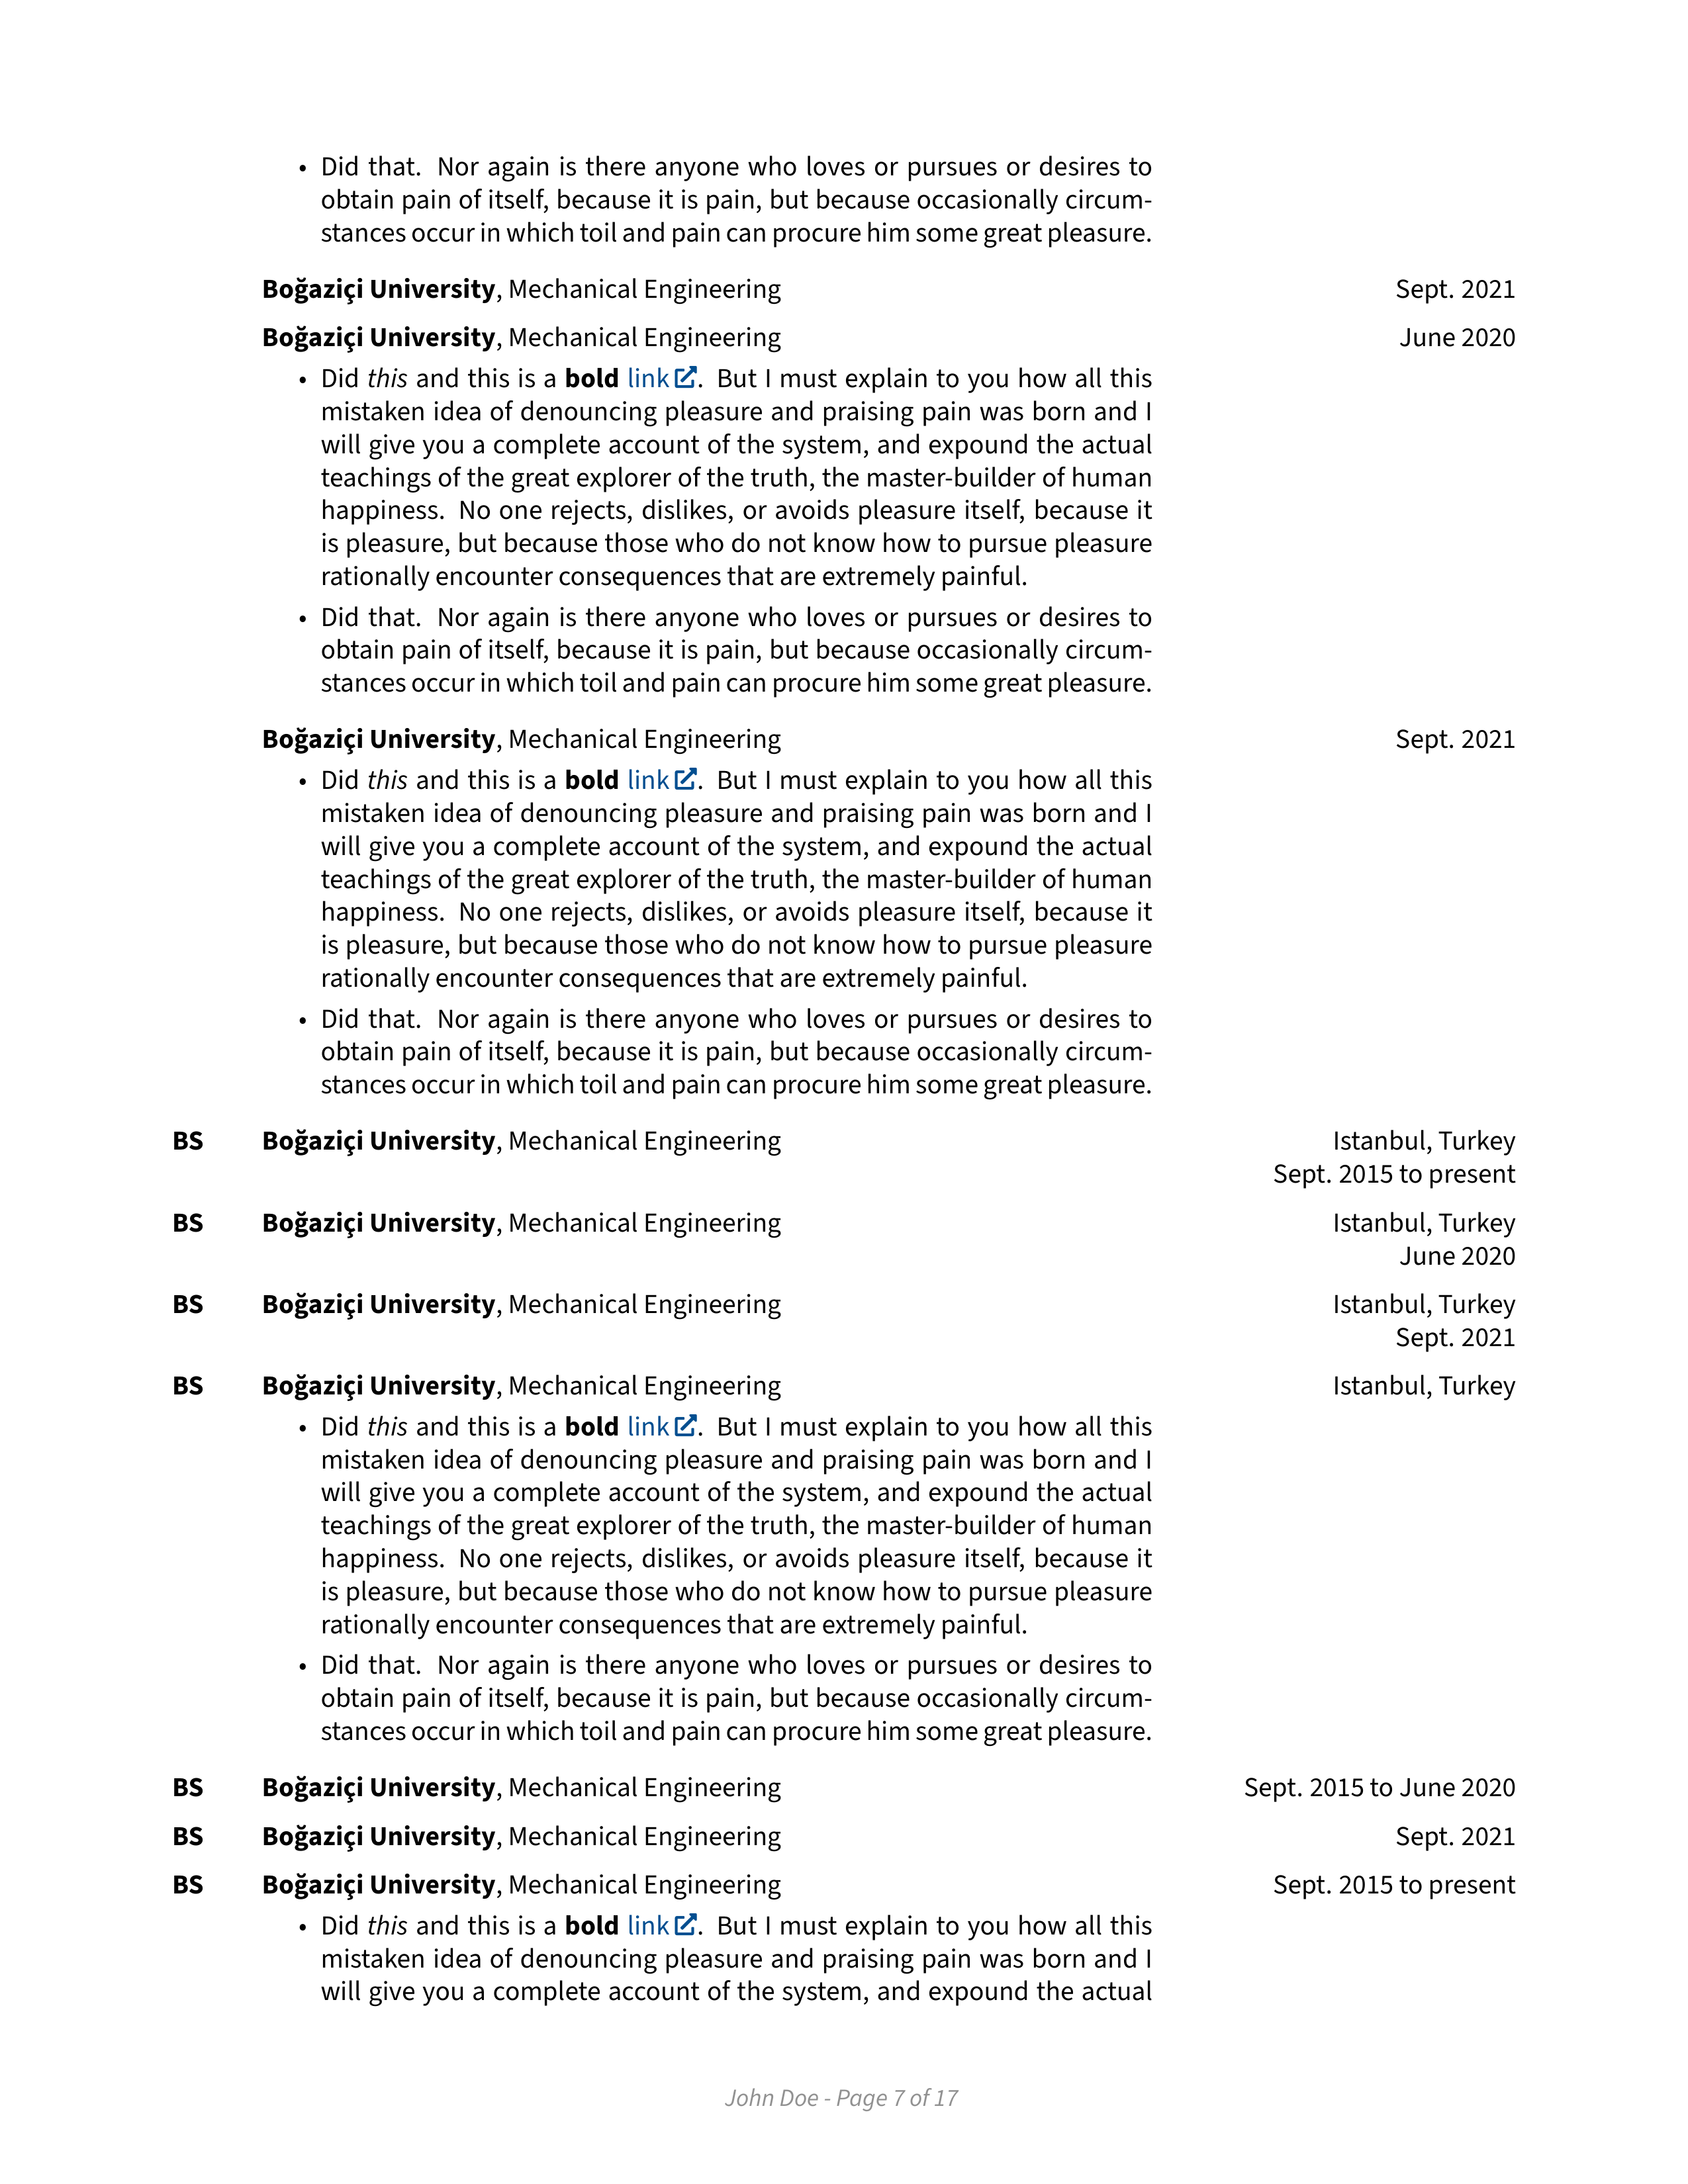 • Did that. Nor again is there anyone who loves or pursues or desires to
obtain pain of itself, because it is pain, but because occasionally circum-
stances occur in which toil and pain can procure him some great pleasure.
Boğaziçi University, Mechanical Engineering Sept. 2021
Boğaziçi University, Mechanical Engineering June 2020
• Did this and this is a bold link. But I must explain to you how all this
mistaken idea of denouncing pleasure and praising pain was born and I
will give you a complete account of the system, and expound the actual
teachings of the great explorer of the truth, the master-builder of human
happiness. No one rejects, dislikes, or avoids pleasure itself, because it
is pleasure, but because those who do not know how to pursue pleasure
rationally encounter consequences that are extremely painful.
• Did that. Nor again is there anyone who loves or pursues or desires to
obtain pain of itself, because it is pain, but because occasionally circum-
stances occur in which toil and pain can procure him some great pleasure.
Boğaziçi University, Mechanical Engineering Sept. 2021
• Did this and this is a bold link. But I must explain to you how all this
mistaken idea of denouncing pleasure and praising pain was born and I
will give you a complete account of the system, and expound the actual
teachings of the great explorer of the truth, the master-builder of human
happiness. No one rejects, dislikes, or avoids pleasure itself, because it
is pleasure, but because those who do not know how to pursue pleasure
rationally encounter consequences that are extremely painful.
• Did that. Nor again is there anyone who loves or pursues or desires to
obtain pain of itself, because it is pain, but because occasionally circum-
stances occur in which toil and pain can procure him some great pleasure.
BS Boğaziçi University, Mechanical Engineering Istanbul, Turkey
Sept. 2015 to present
BS Boğaziçi University, Mechanical Engineering Istanbul, Turkey
June 2020
BS Boğaziçi University, Mechanical Engineering Istanbul, Turkey
Sept. 2021
BS Boğaziçi University, Mechanical Engineering Istanbul, Turkey
• Did this and this is a bold link. But I must explain to you how all this
mistaken idea of denouncing pleasure and praising pain was born and I
will give you a complete account of the system, and expound the actual
teachings of the great explorer of the truth, the master-builder of human
happiness. No one rejects, dislikes, or avoids pleasure itself, because it
is pleasure, but because those who do not know how to pursue pleasure
rationally encounter consequences that are extremely painful.
• Did that. Nor again is there anyone who loves or pursues or desires to
obtain pain of itself, because it is pain, but because occasionally circum-
stances occur in which toil and pain can procure him some great pleasure.
BS Boğaziçi University, Mechanical Engineering Sept. 2015 to June 2020
BS Boğaziçi University, Mechanical Engineering Sept. 2021
BS Boğaziçi University, Mechanical Engineering Sept. 2015 to present
• Did this and this is a bold link. But I must explain to you how all this
mistaken idea of denouncing pleasure and praising pain was born and I
will give you a complete account of the system, and expound the actual
John Doe - Page 7 of 17